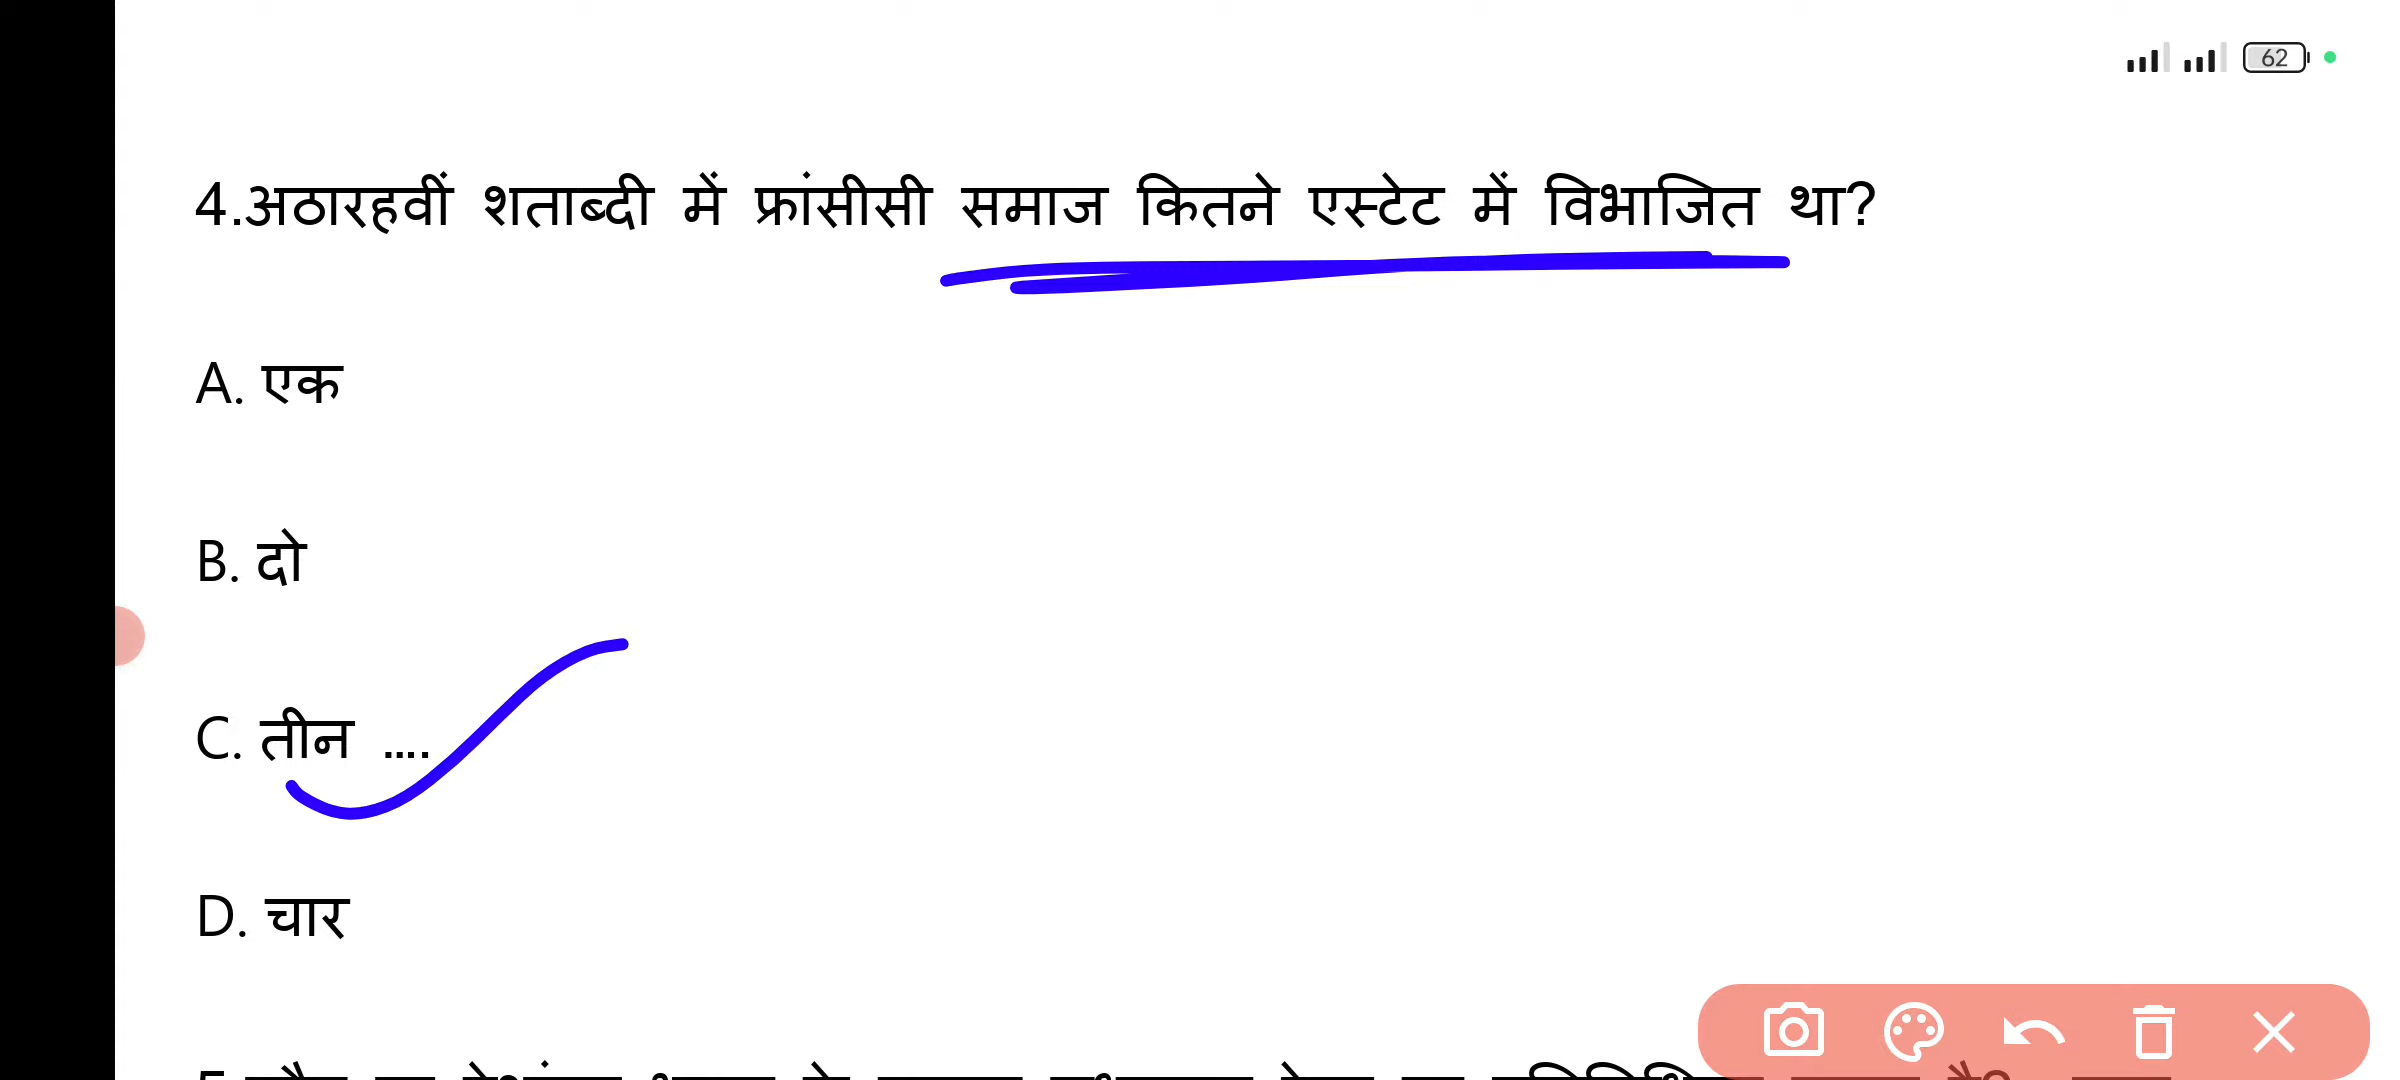 62
4.अठारहवीं शताब्दी में फ्रांसीसी समाज कितने एस्टेट में विभाजित था?
A. एक
B. दो
C. तीन ....
D. चार